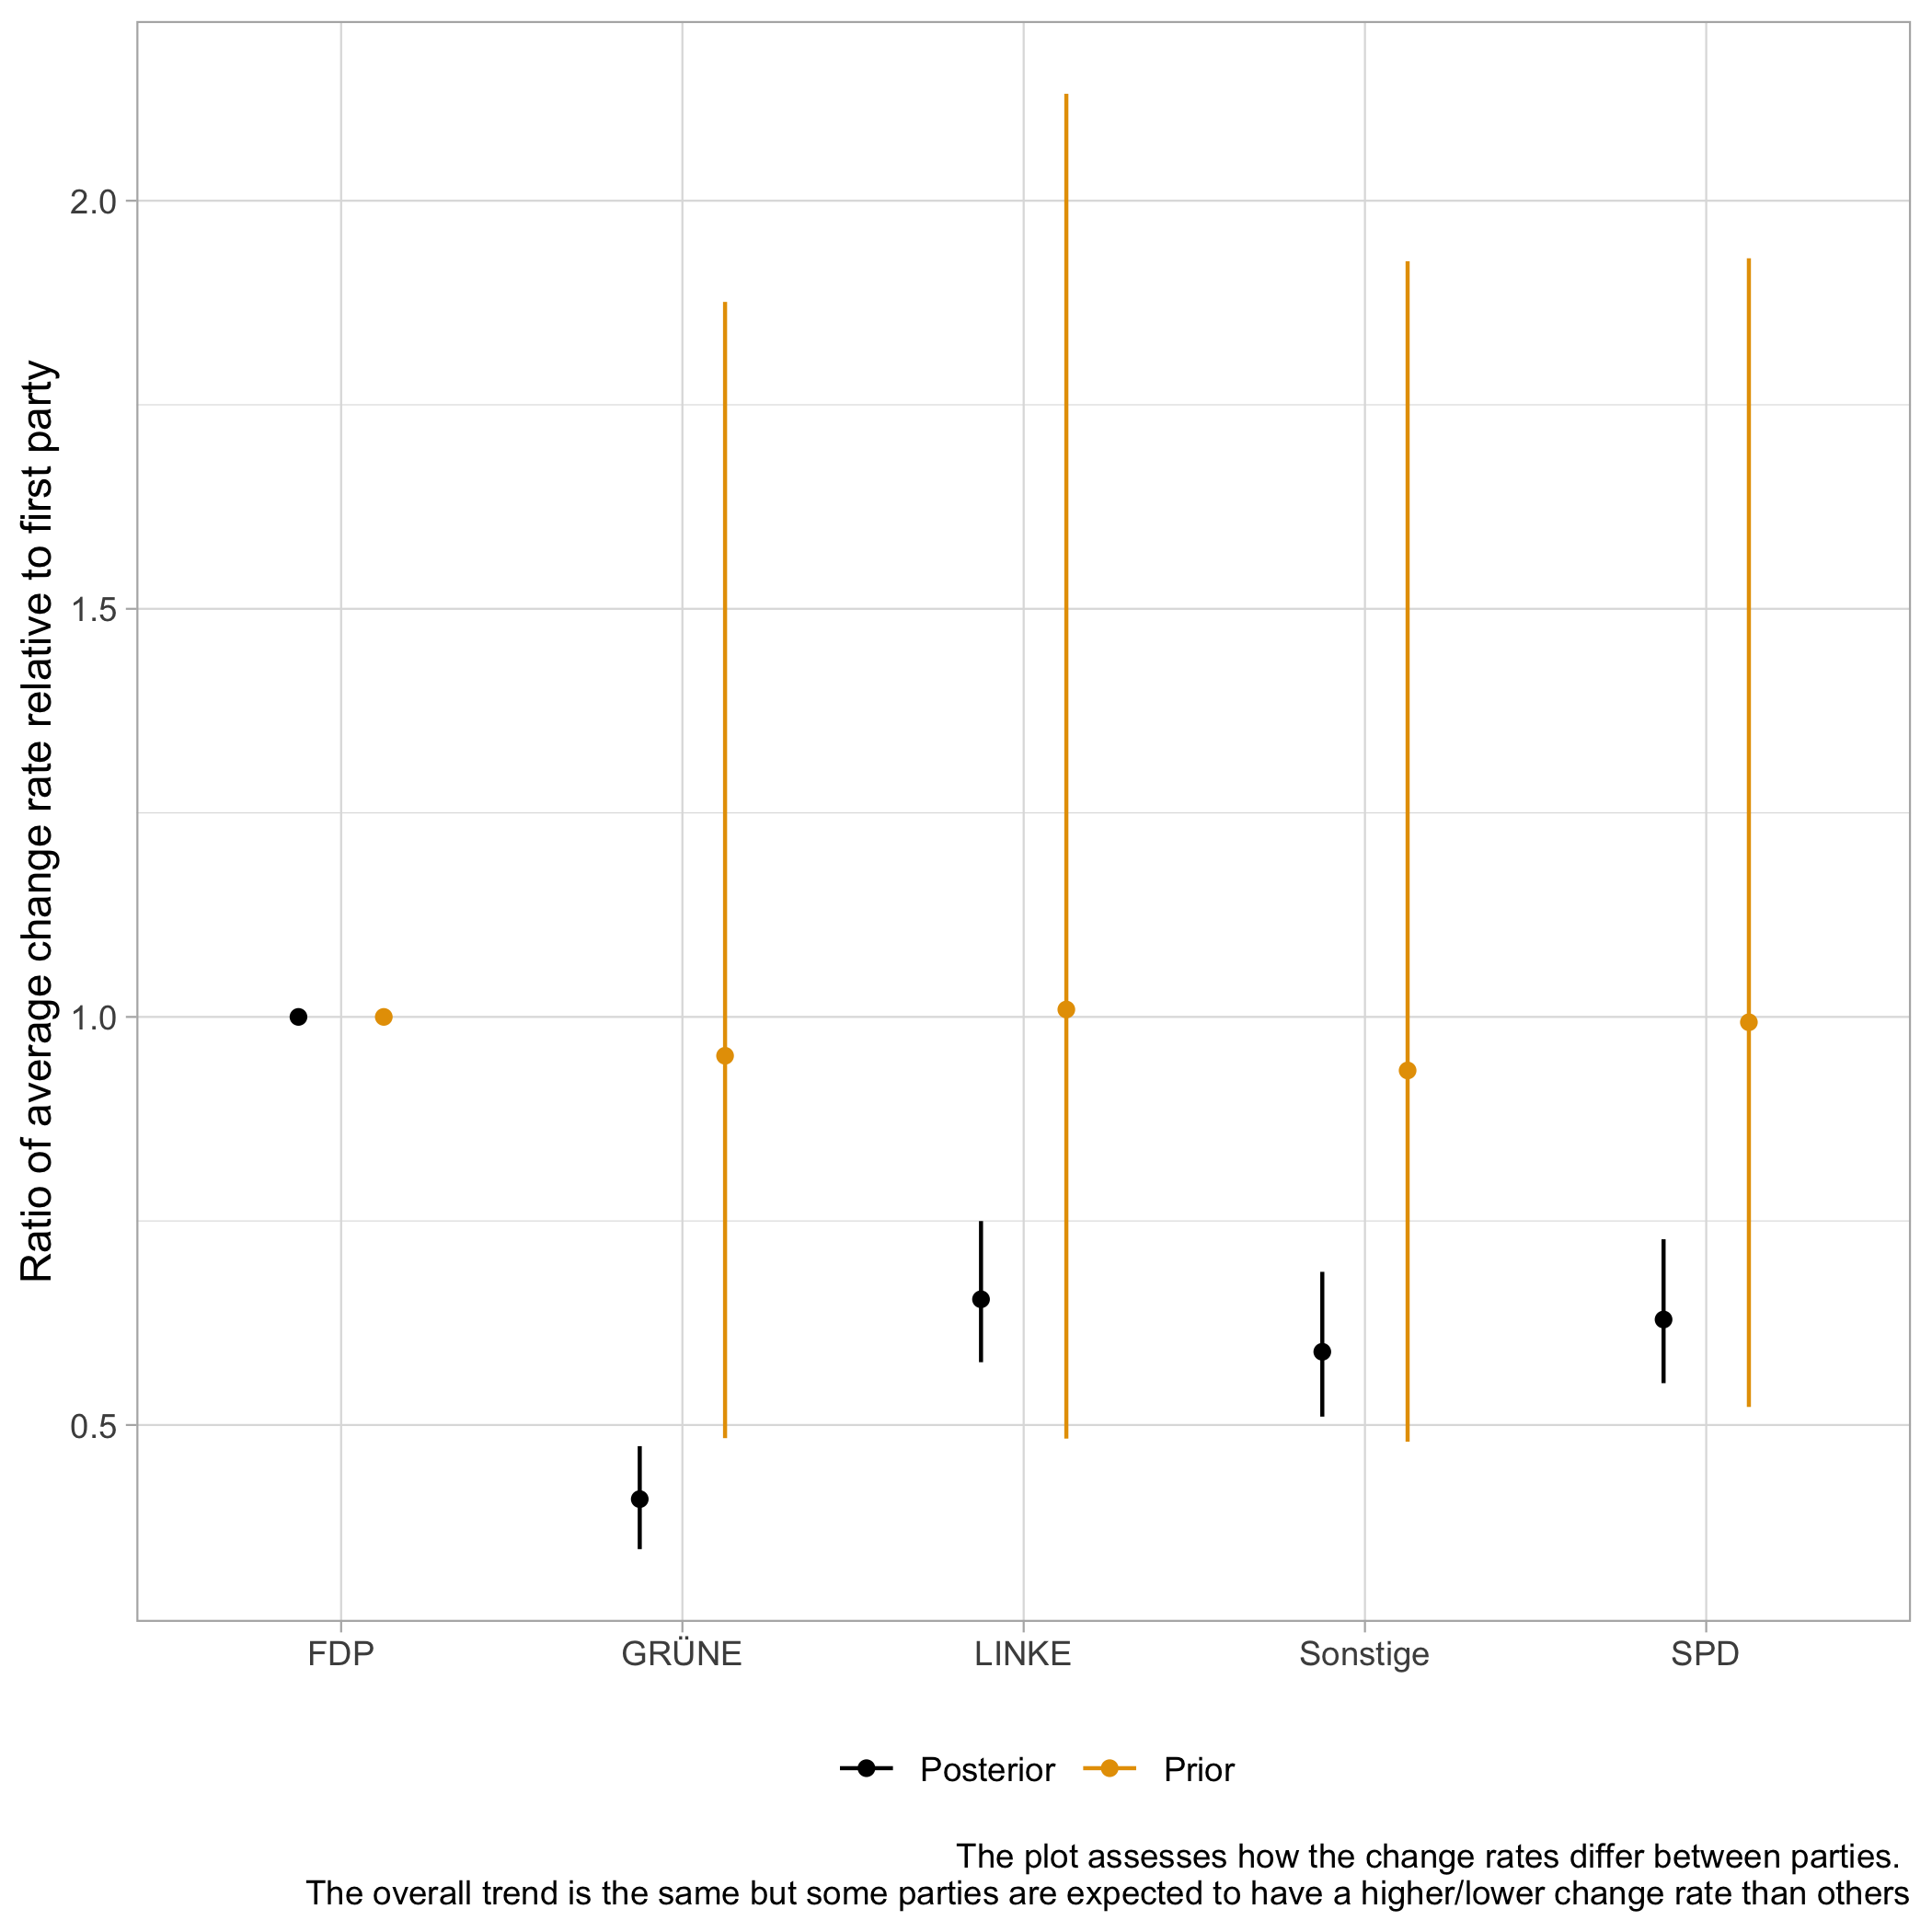 Ratio of average change rate relative to first party
2.0
1.5
1.0
0.5
FDP GRÜNE LINKE Sonstige SPD
Posterior Prior
The plot assesses how the change rates differ between parties.
The overall trend is the same but some parties are expected to have a higher/lower change rate than others